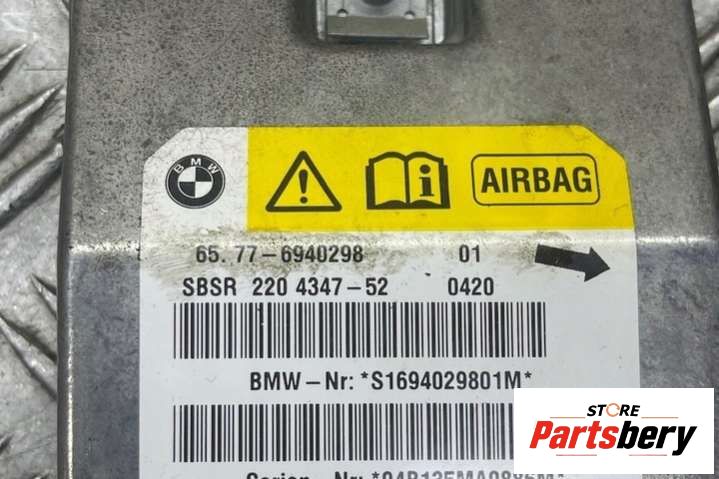 BMW
AIRBAG
65.77-6940298 01
SBSR 220 4347-52 0420
BMW-Nr: *S1694029801M*
STORE
Partsbery